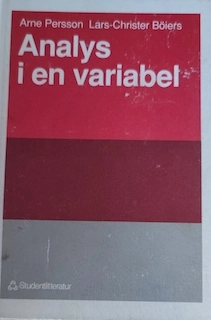 Arne Persson Lars-Christer Böiers
Analys
i en variabel
Studentlitteratur